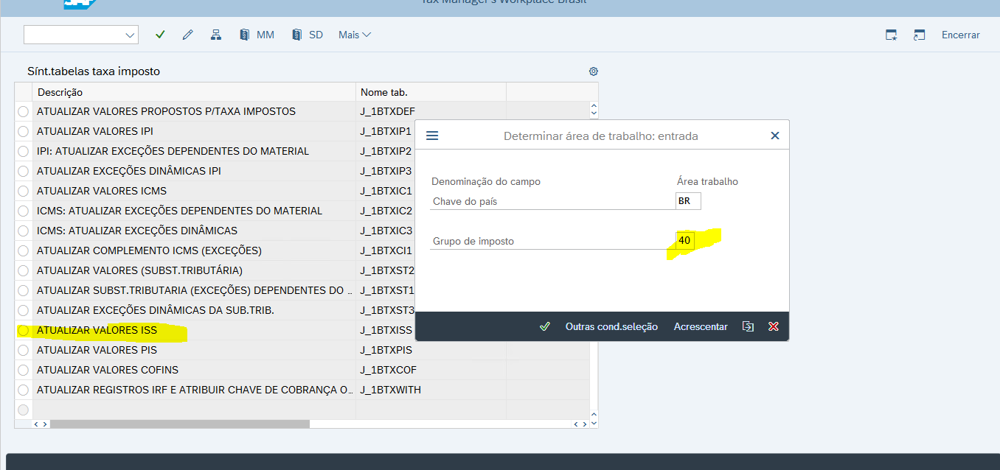 SAP
Tax Manager's Workplace Brasil
MM SD Mais Encerrar
Sínt.tabelas taxa imposto
Descrição Nome tab.
ATUALIZAR VALORES PROPOSTOS P/TAXA IMPOSTOS J_1BTXDEF
ATUALIZAR VALORES IPI J_1BTXIP1
IPI: ATUALIZAR EXCEÇÕES DEPENDENTES DO MATERIAL J_1BTXIP2
ATUALIZAR EXCEÇÕES DINÂMICAS IPI J_1BTXIP3
ATUALIZAR VALORES ICMS J_1BTXIC1
ICMS: ATUALIZAR EXCEÇÕES DEPENDENTES DO MATERIAL J_1BTXIC2
ICMS: ATUALIZAR EXCEÇÕES DINÂMICAS J_1BTXIC3
ATUALIZAR COMPLEMENTO ICMS (EXCEÇÕES) J_1BTXCI1
ATUALIZAR VALORES (SUBST.TRIBUTÁRIA) J_1BTXST2
ATUALIZAR SUBST.TRIBUTARIA (EXCEÇÕES) DEPENDENTES DO … J_1BTXST1
ATUALIZAR EXCEÇÕES DINÂMICAS DA SUB.TRIB. J_1BTXST3
ATUALIZAR VALORES ISS J_1BTXISS
ATUALIZAR VALORES PIS J_1BTXPIS
ATUALIZAR VALORES COFINS J_1BTXCOF
ATUALIZAR REGISTROS IRF E ATRIBUIR CHAVE DE COBRANÇA O… J_1BTXWITH
Determinar área de trabalho: entrada
Denominação do campo Área trabalho
Chave do país BR
Grupo de imposto 40
Outras cond.seleção Acrescentar